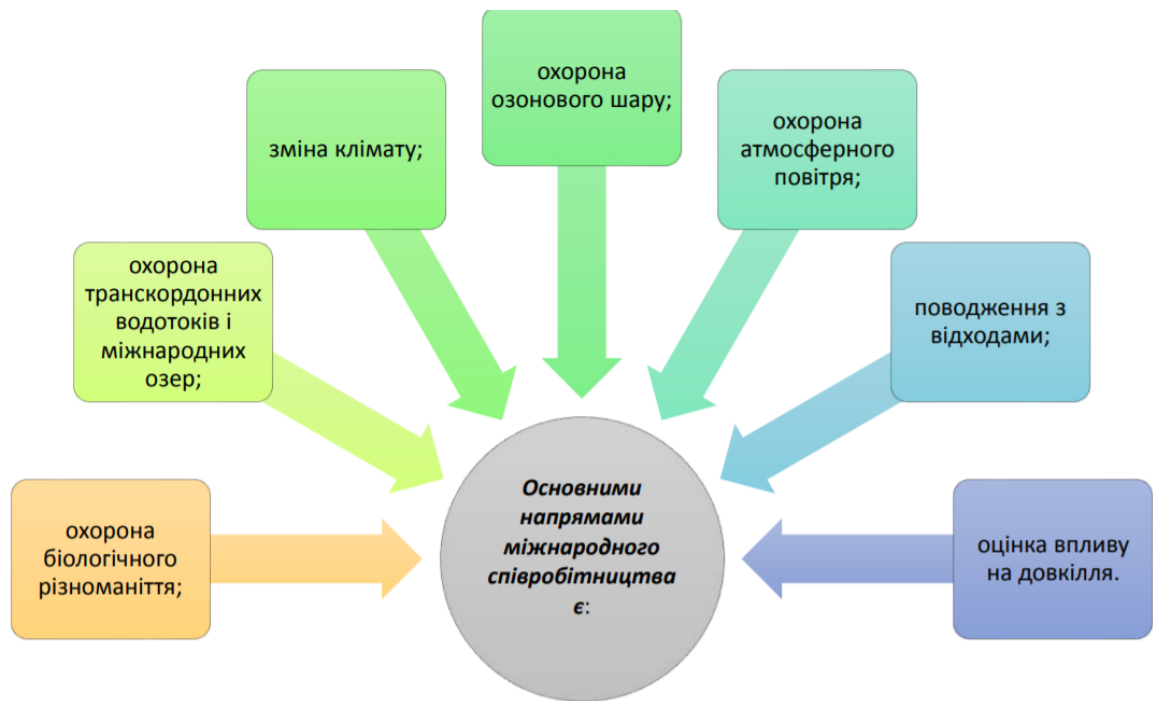 охорона
біологічного
різноманіття;
охорона
транскордонних
водотоків і
міжнародних
озер;
зміна клімату;
охорона
озонового шару;
охорона
атмосферного
повітря;
поводження з
відходами;
оцінка впливу
на довкілля.
Основними
напрямами
міжнародного
співробітництва
є: